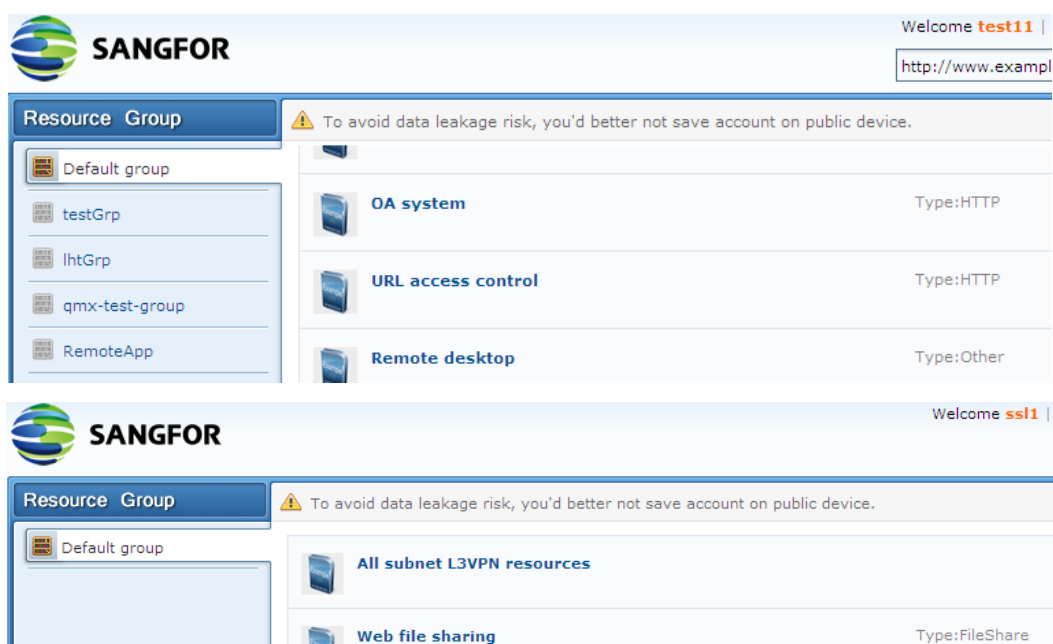 SANGFOR
Welcome test11 |
http://www.exampl
Resource Group
To avoid data leakage risk, you'd better not save account on public device.
Default group
testGrp
lhtGrp
qmx-test-group
RemoteApp
OA system Type:HTTP
URL access control Type:HTTP
Remote desktop Type:Other
SANGFOR
Welcome ssl1 |
Resource Group
To avoid data leakage risk, you'd better not save account on public device.
Default group
All subnet L3VPN resources
Web file sharing Type:FileShare